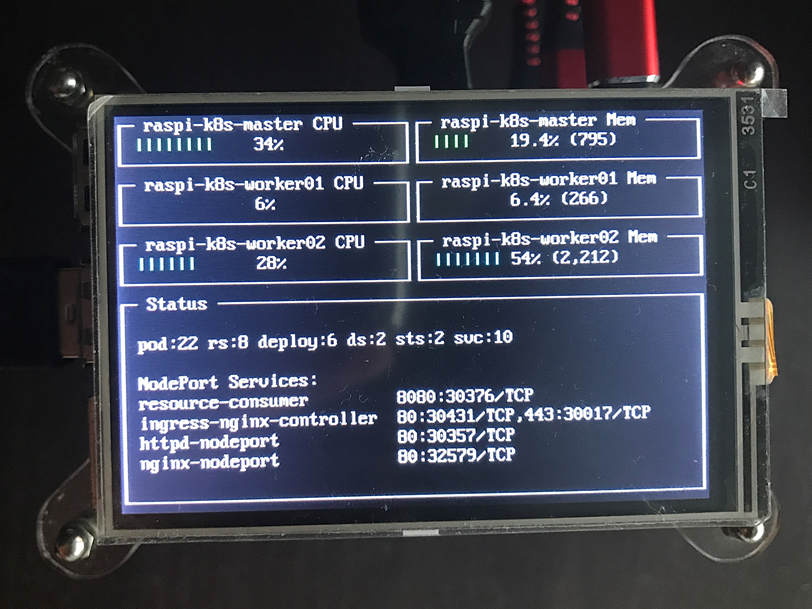 raspi-k8s-master CPU
34%
raspi-k8s-master Mem
19.4% (795)
raspi-k8s-worker01 CPU
6%
raspi-k8s-worker01 Mem
6.4% (266)
raspi-k8s-worker02 CPU
28%
raspi-k8s-worker02 Mem
54% (2,212)
Status
pod:22 rs:8 deploy:6 ds:2 sts:2 svc:10
NodePort Services:
resource-consumer 8080:30376/TCP
ingress-nginx-controller 80:30431/TCP,443:30017/TCP
httpd-nodeport 80:30357/TCP
nginx-nodeport 80:32579/TCP
C1 3531